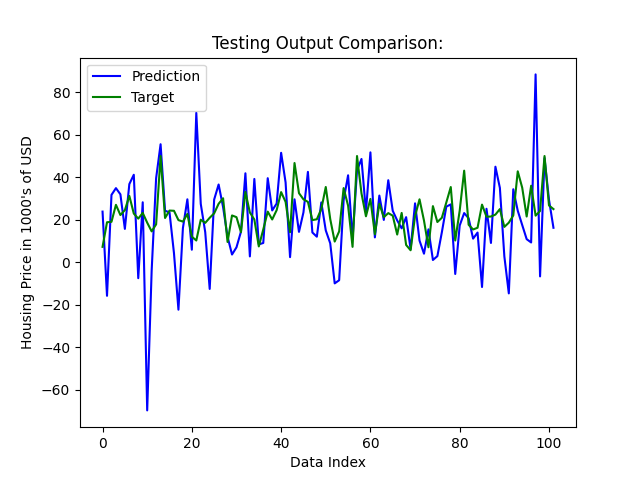 Testing Output Comparison:
Prediction
Target
Housing Price in 1000's of USD
80
60
40
20
0
−20
−40
−60
0 20 40 60 80 100
Data Index